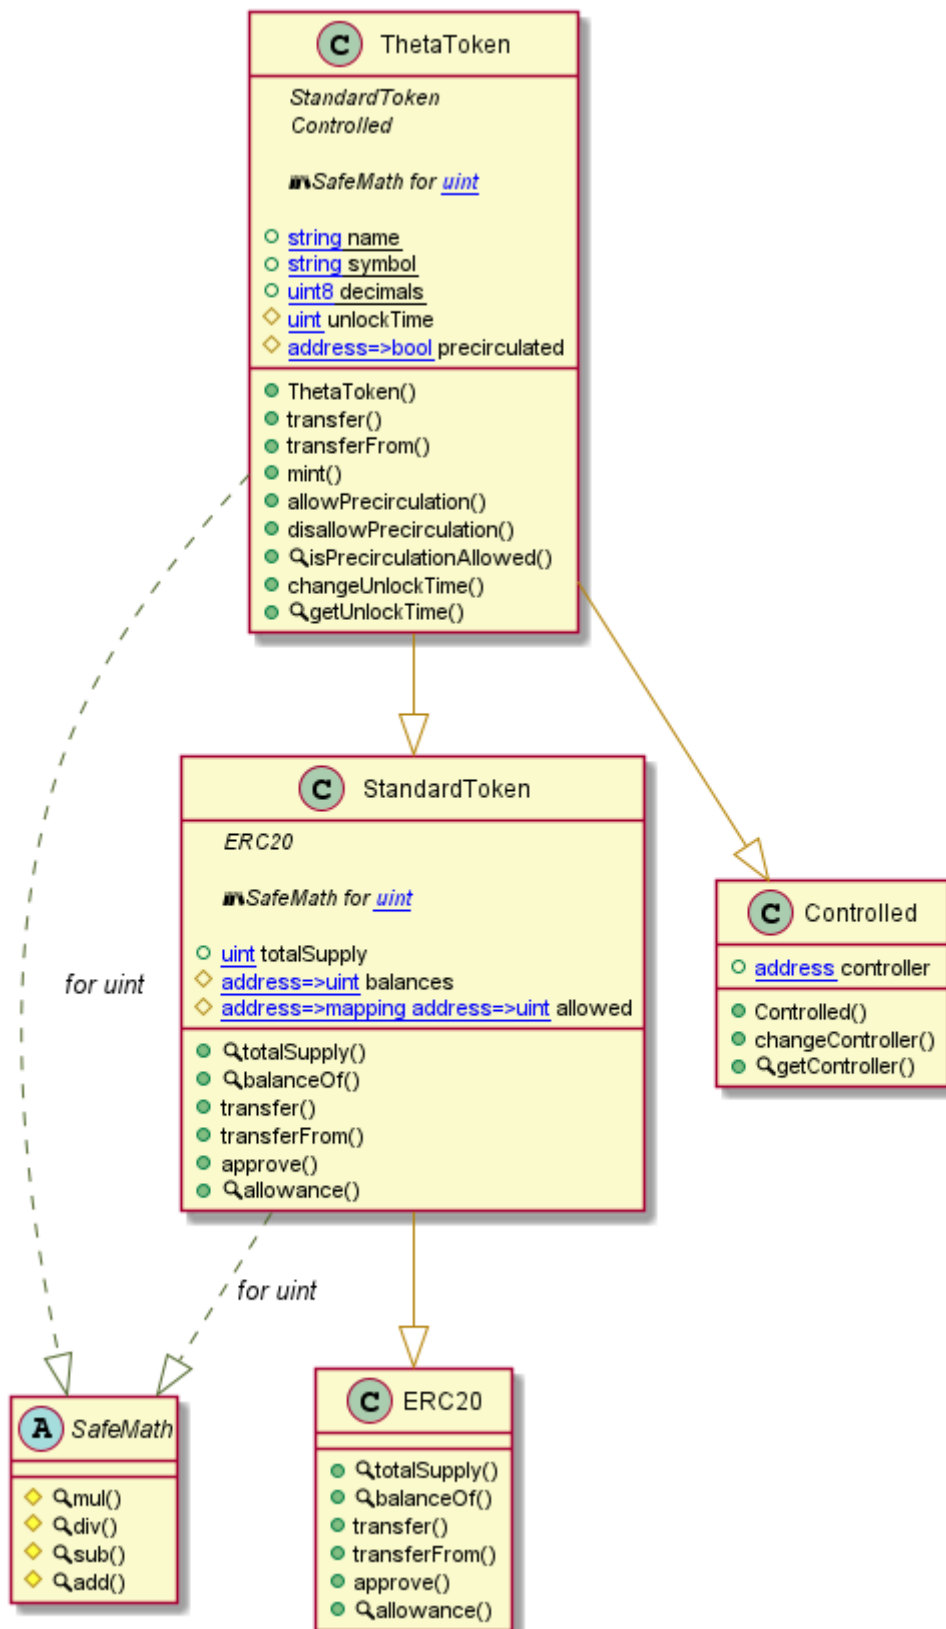 C ThetaToken
StandardToken
Controlled
SafeMath for uint
string name
string symbol
uint8 decimals
uint unlockTime
address=>bool precirculated
ThetaToken()
transfer()
transferFrom()
mint()
allowPrecirculation()
disallowPrecirculation()
isPrecirculationAllowed()
changeUnlockTime()
getUnlockTime()
C StandardToken
ERC20
SafeMath for uint
uint totalSupply
address=>uint balances
address=>mapping address=>uint allowed
totalSupply()
balanceOf()
transfer()
transferFrom()
approve()
allowance()
C Controlled
address controller
Controlled()
changeController()
getController()
for uint
for uint
A SafeMath
mul()
div()
sub()
add()
C ERC20
totalSupply()
balanceOf()
transfer()
transferFrom()
approve()
allowance()